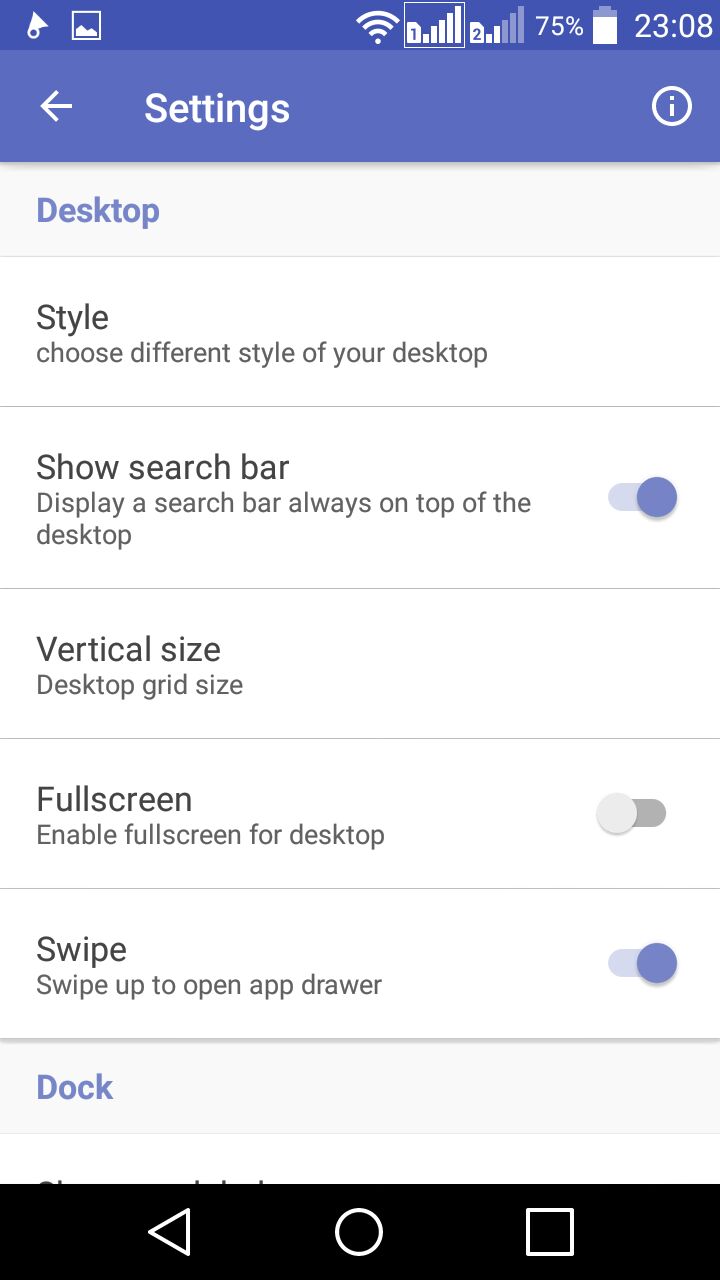 1 2 75% 23:08
Settings
Desktop
Style
choose different style of your desktop
Show search bar
Display a search bar always on top of the
desktop
Vertical size
Desktop grid size
Fullscreen
Enable fullscreen for desktop
Swipe
Swipe up to open app drawer
Dock